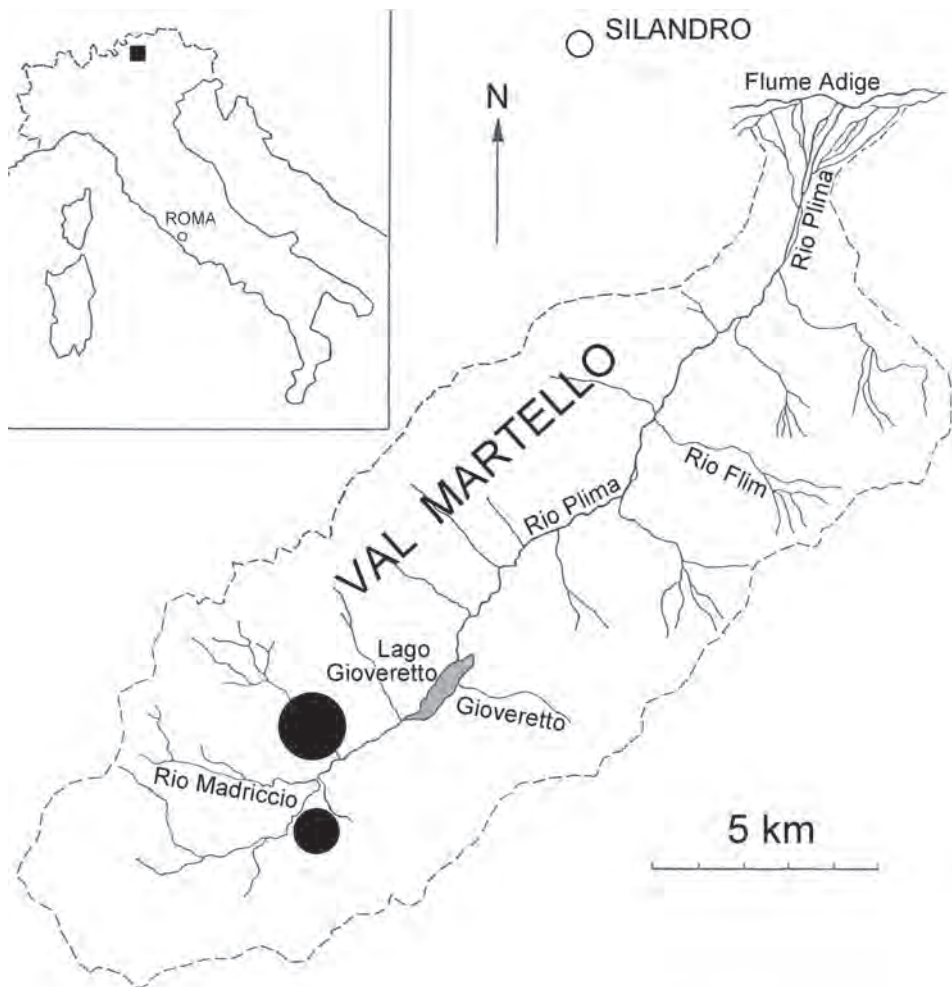 SILANDRO
Flume Adige
N
ROMA
Rio Plima
VAL MARTELLO
Rio Flim
Rio Plima
Lago
Gioveretto
Gioveretto
Rio Madriccio
5 km